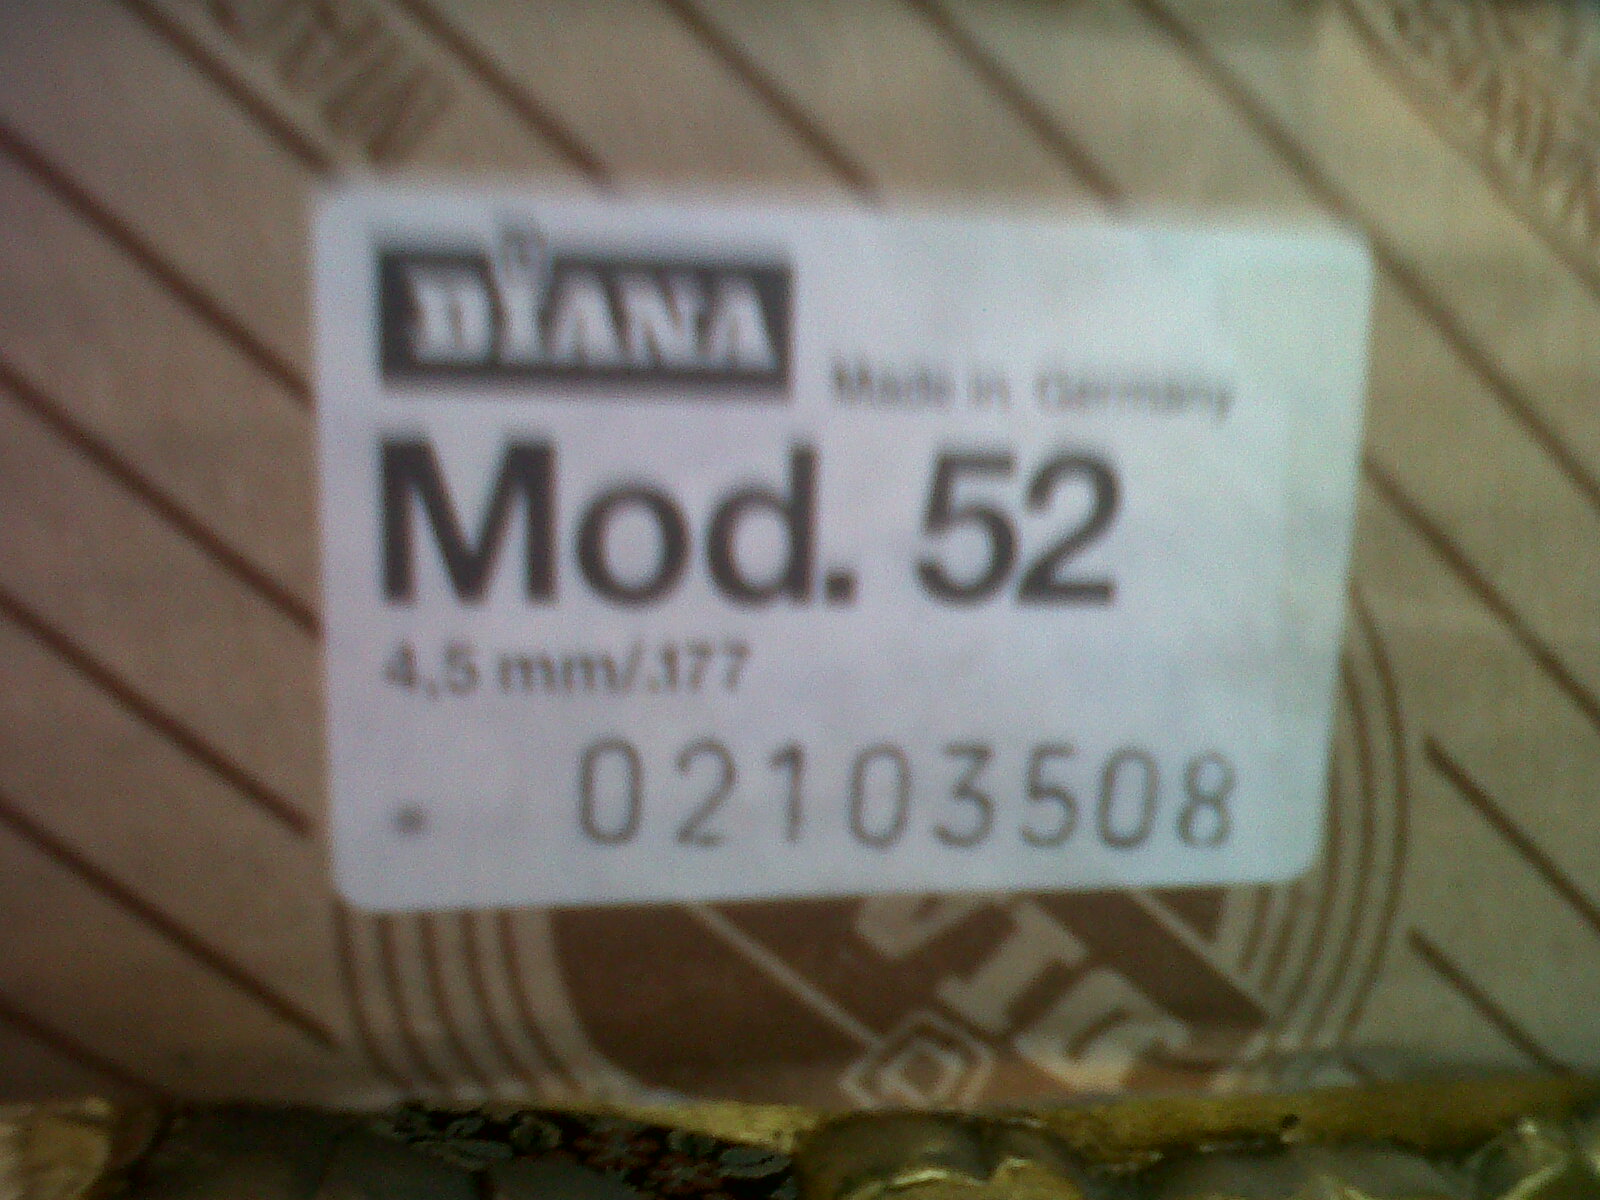 DIANA
Made in Germany
Mod. 52
4,5 mm/.177
02103508